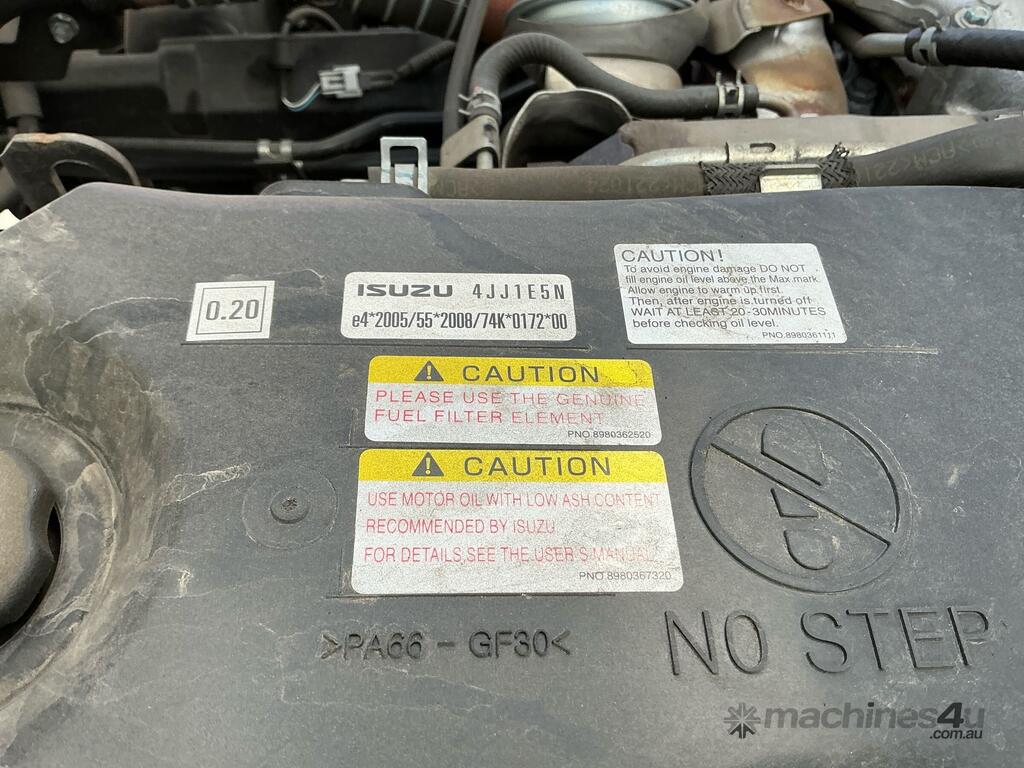 0.20
ISUZU 4JJ1E5N
e4*2005/55*2008/74K*0172*00
CAUTION!
To avoid engine damage DO NOT
fill engine oil level above the Max.mark.
Allow engine to warm up first.
Then, after engine is turned off
WAIT AT LEAST 20-30MINUTES
before checking oil level.
PNO.8980361111
CAUTION
PLEASE USE THE GENUINE
FUEL FILTER ELEMENT
PNO.8980362520
CAUTION
USE MOTOR OIL WITH LOW ASH CONTENT
RECOMMENDED BY ISUZU.
FOR DETAILS,SEE THE USER'S MANUAL.
PNO.8980367320
>PA66-GF30<
NO STEP
machines4u
.com.au